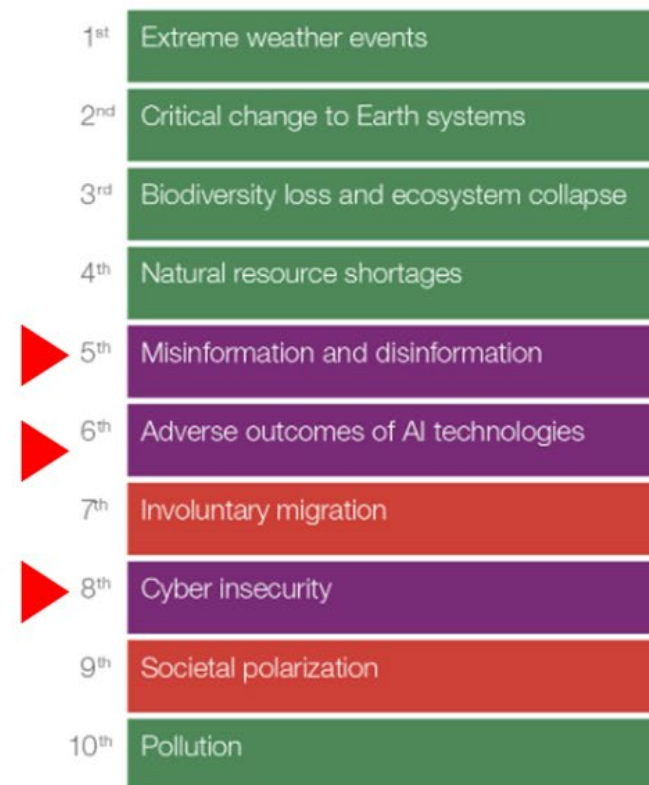 1st Extreme weather events
2nd Critical change to Earth systems
3rd Biodiversity loss and ecosystem collapse
4th Natural resource shortages
5th Misinformation and disinformation
6th Adverse outcomes of AI technologies
7th Involuntary migration
8th Cyber insecurity
9th Societal polarization
10th Pollution